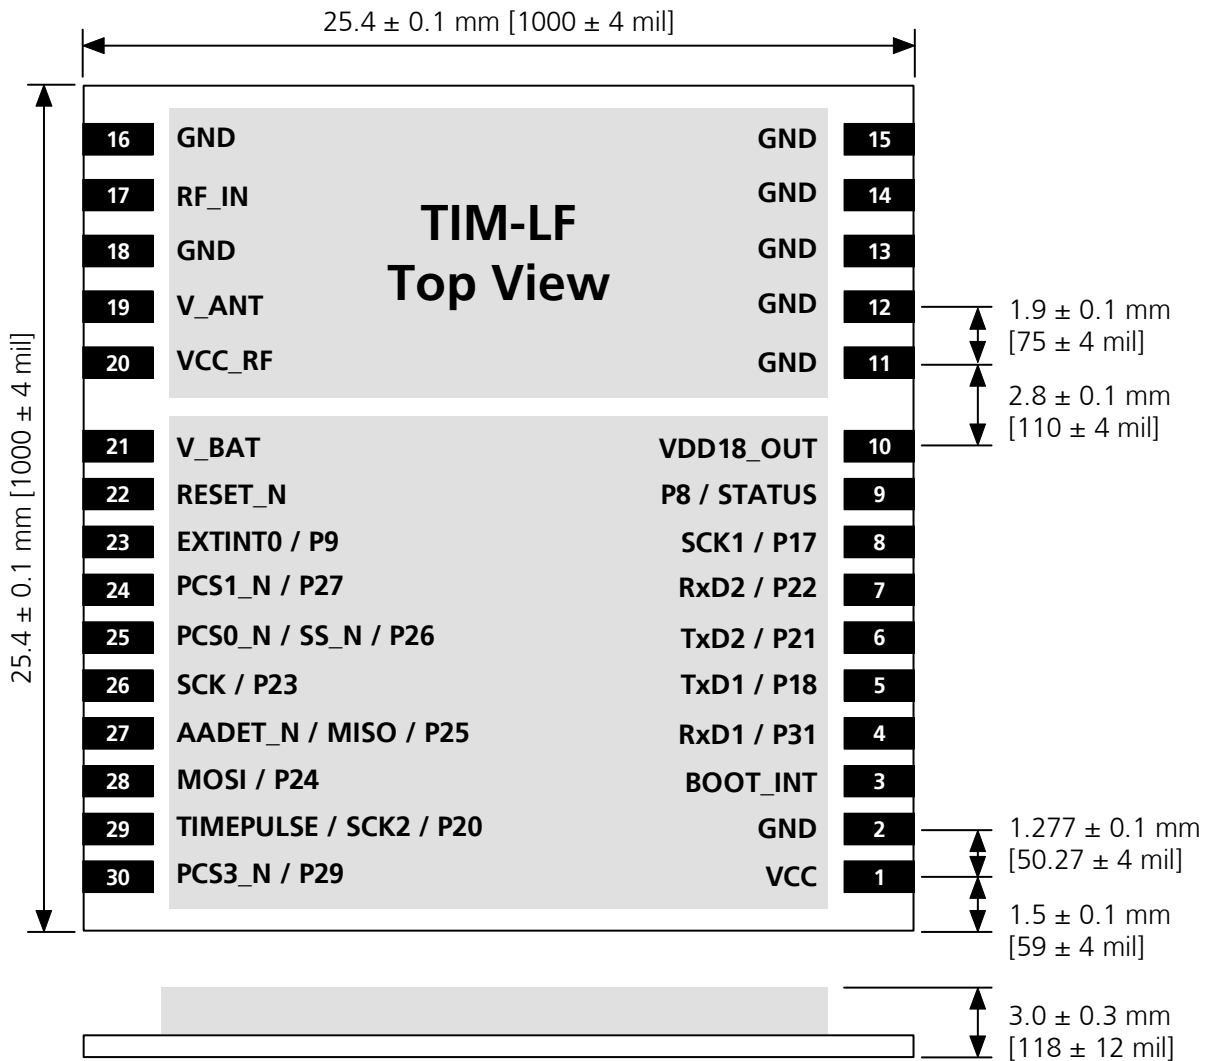 25.4 ± 0.1 mm [1000 ± 4 mil]
25.4 ± 0.1 mm [1000 ± 4 mil]
TIM-LF
Top View
16 GND GND 15
17 RF_IN GND 14
18 GND GND 13
19 V_ANT GND 12
20 VCC_RF GND 11
21 V_BAT VDD18_OUT 10
22 RESET_N P8 / STATUS 9
23 EXTINT0 / P9 SCK1 / P17 8
24 PCS1_N / P27 RxD2 / P22 7
25 PCS0_N / SS_N / P26 TxD2 / P21 6
26 SCK / P23 TxD1 / P18 5
27 AADET_N / MISO / P25 RxD1 / P31 4
28 MOSI / P24 BOOT_INT 3
29 TIMEPULSE / SCK2 / P20 GND 2
30 PCS3_N / P29 VCC 1
1.9 ± 0.1 mm
[75 ± 4 mil]
2.8 ± 0.1 mm
[110 ± 4 mil]
1.277 ± 0.1 mm
[50.27 ± 4 mil]
1.5 ± 0.1 mm
[59 ± 4 mil]
3.0 ± 0.3 mm
[118 ± 12 mil]